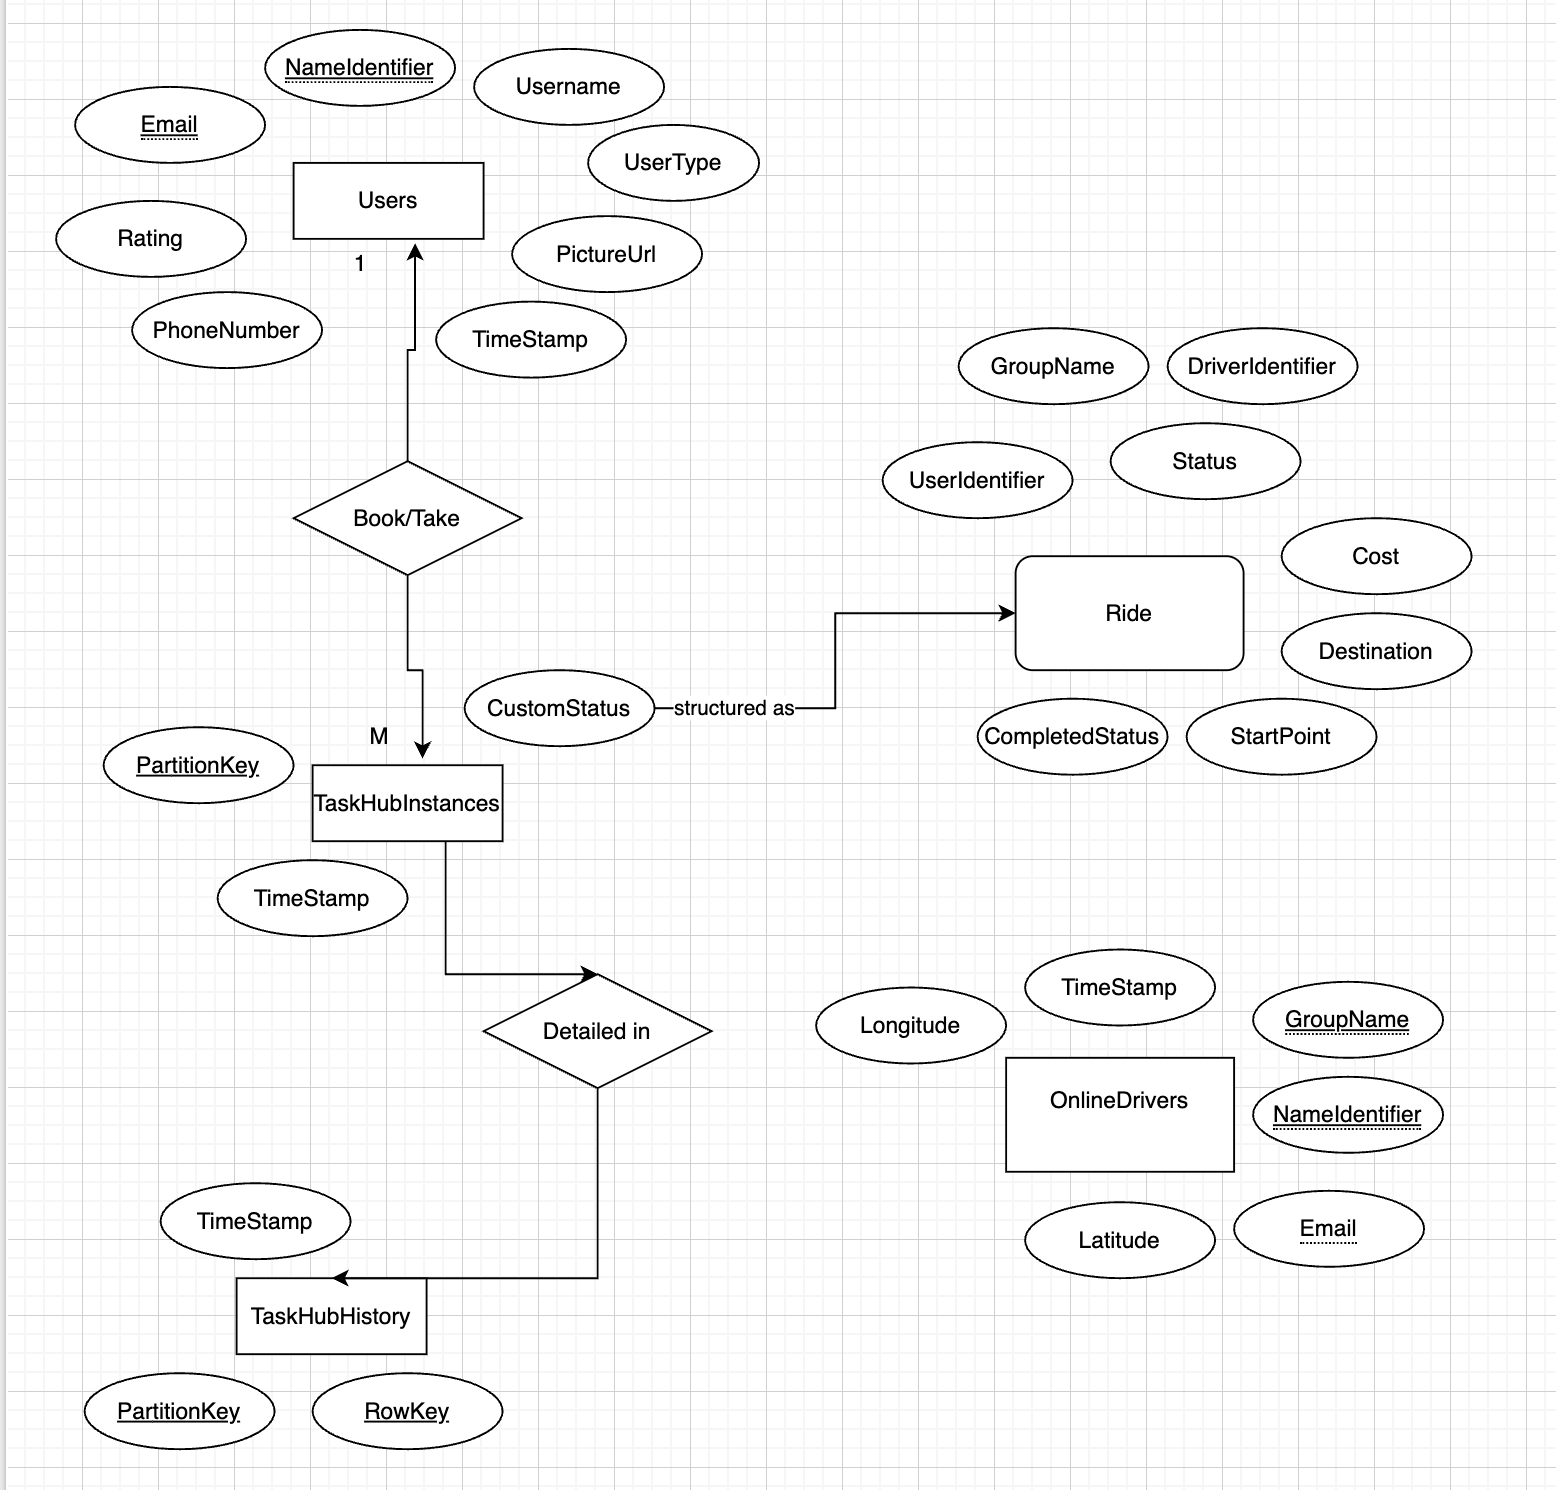 NameIdentifier
Username
Email
UserType
Users
Rating
PictureUrl
1
PhoneNumber
TimeStamp
GroupName
DriverIdentifier
Status
UserIdentifier
Book/Take
Cost
Ride
Destination
CustomStatus
structured as
CompletedStatus
StartPoint
M
PartitionKey
TaskHubInstances
TimeStamp
TimeStamp
Longitude
GroupName
Detailed in
OnlineDrivers
NameIdentifier
TimeStamp
Email
Latitude
TaskHubHistory
PartitionKey
RowKey